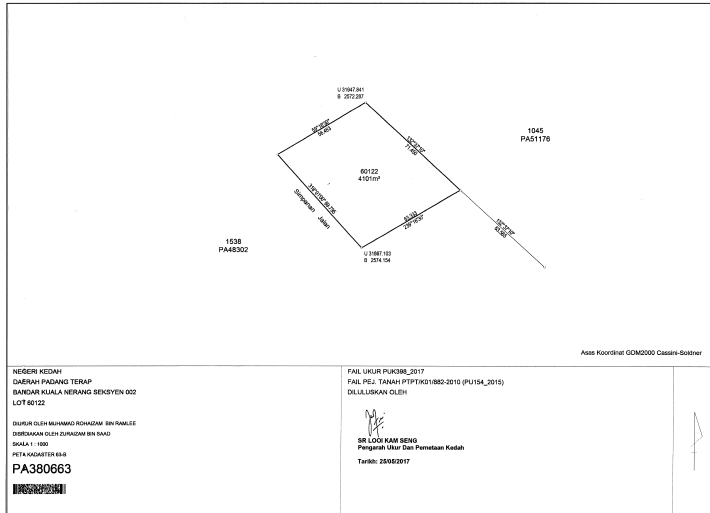 U 31947.841
B 2572.287
1045
PA51176
60122
4101m²
Simpanan Jalan
1538
PA48302
U 31887.103
B 2574.154
Asas Koordinat GDM2000 Cassini-Soldner
NEGERI KEDAH
DAERAH PADANG TERAP
BANDAR KUALA NERANG SEKSYEN 002
LOT 60122
DIUKUR OLEH MUHAMAD ROHAIZAM BIN RAMLEE
DISEDIAKAN OLEH ZURAIZAM BIN SAAD
SKALA 1 : 1000
PETA KADASTER 63-B
PA380663
FAIL UKUR PUK398_2017
FAIL PEJ. TANAH PTPT/K01/882-2010 (PU154_2015)
DILULUSKAN OLEH
SR LOOI KAM SENG
Pengarah Ukur Dan Pemetaan Kedah
Tarikh: 25/05/2017